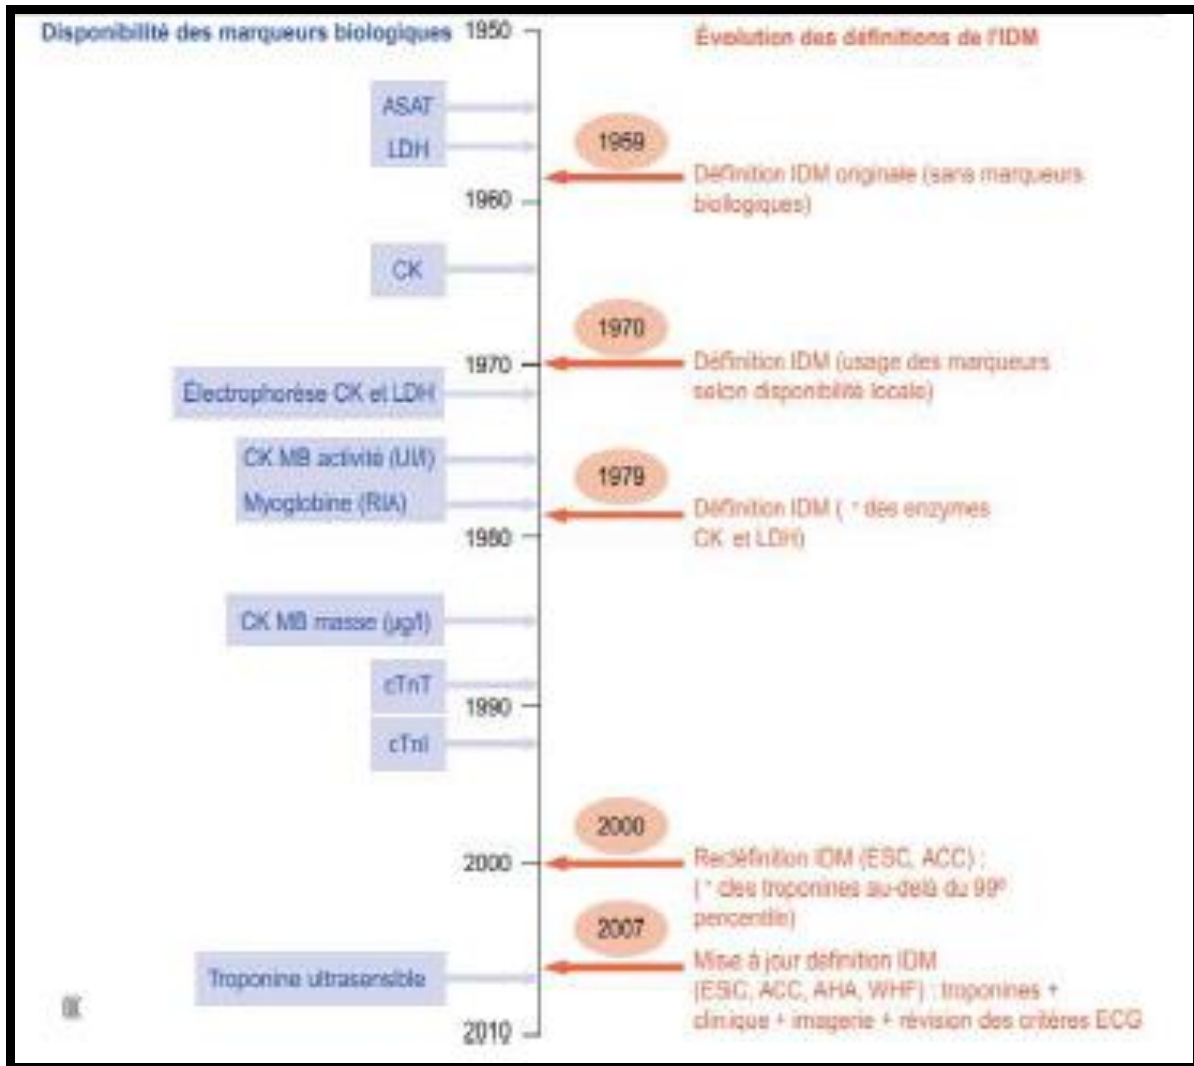 Disponibilité des marqueurs biologiques
1950
Évolution des définitions de l'IDM
ASAT
LDH
1959
Définition IDM originale (sans marqueurs
biologiques)
1960
CK
1970
1970
Définition IDM (usage des marqueurs
selon disponibilité locale)
Électrophorèse CK et LDH
CK MB activité (UI/l)
Myoglobine (RIA)
1979
Définition IDM ( des enzymes
CK et LDH)
1980
CK MB masse (µg/l)
cTnT
1990
cTnI
2000
2000
Redéfinition IDM (ESC, ACC) :
( des troponines au-delà du 99e
percentile)
2007
Mise à jour définition IDM
(ESC, ACC, AHA, WHF) : troponines +
clinique + imagerie + révision des critères ECG
Troponine ultrasensible
2010